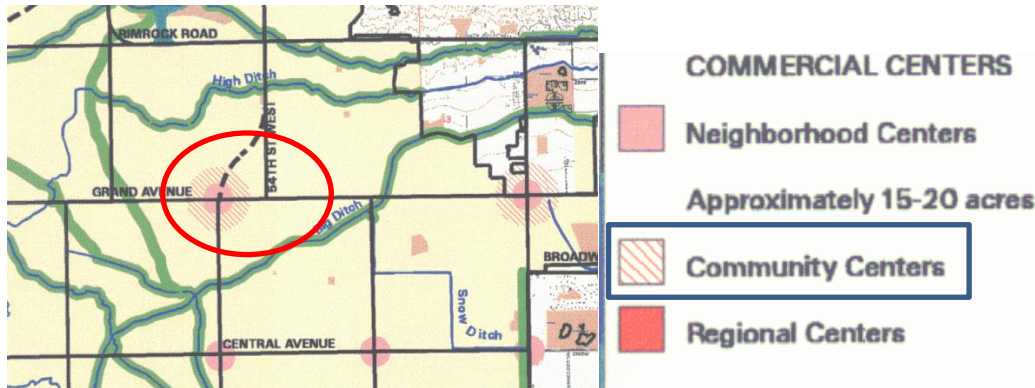 RIMROCK ROAD
High Ditch
54TH ST WEST
GRAND AVENUE
Big Ditch
BROADW
Snow Ditch
D-1
CENTRAL AVENUE
COMMERCIAL CENTERS
Neighborhood Centers
Approximately 15-20 acres
Community Centers
Regional Centers